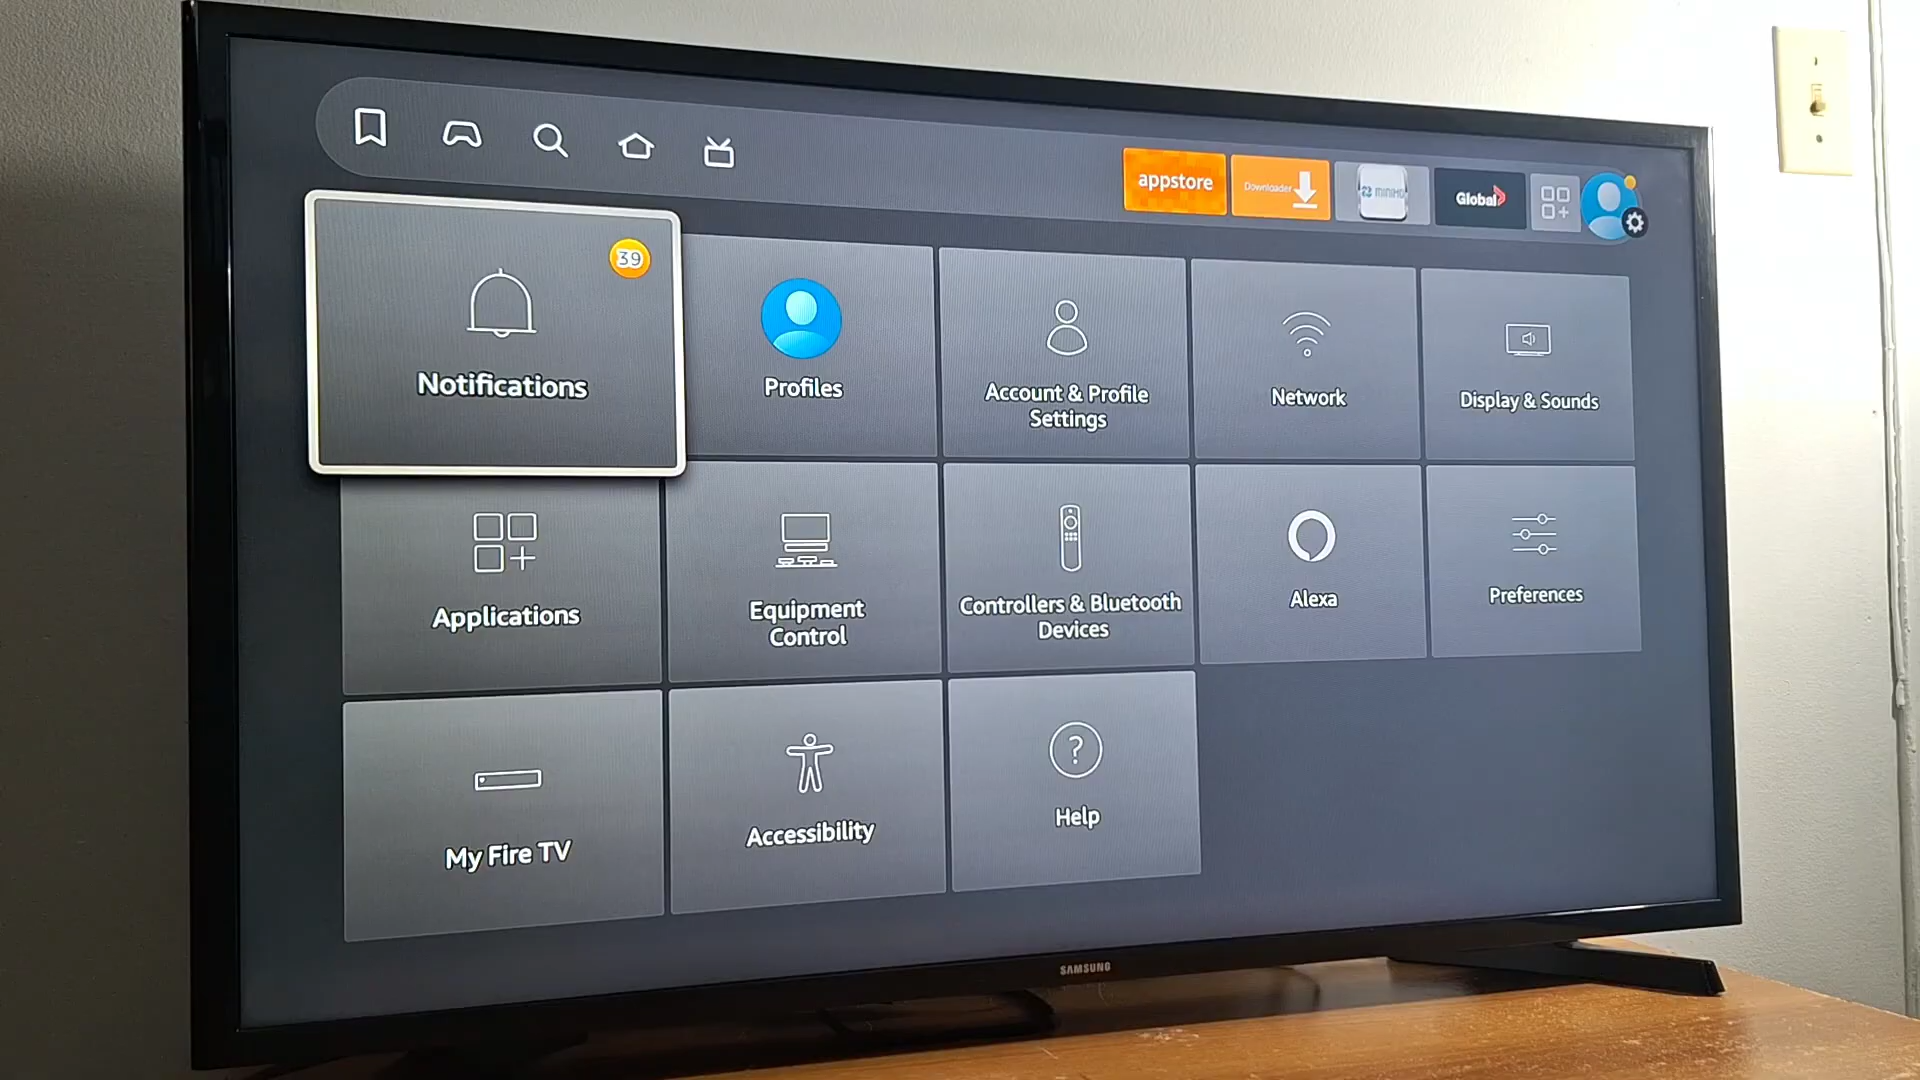 appstore
Downloader
Global
39
Notifications
Profiles
Account & Profile
Settings
Network
Display & Sounds
Applications
Equipment
Control
Controllers & Bluetooth
Devices
Alexa
Preferences
My Fire TV
Accessibility
?
Help
SAMSUNG